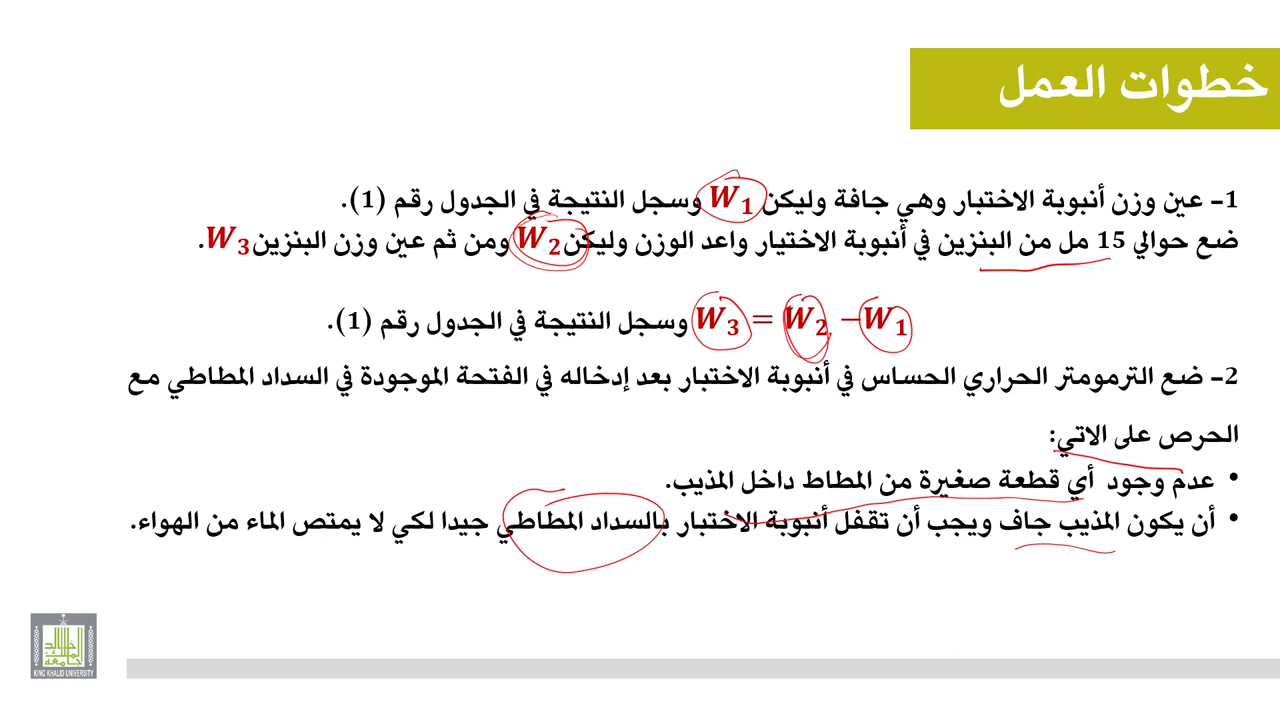 خطوات العمل
1- عين وزن أنبوبة الاختبار وهي جافة وليكن W₁ وسجل النتيجة في الجدول رقم (1).
ضع حوالي 15 مل من البنزين في أنبوبة الاختبار واعد الوزن وليكن W₂ ومن ثم عين وزن البنزين W₃.
W₃ = W₂ − W₁ وسجل النتيجة في الجدول رقم (1).
2- ضع الترمومتر الحراري الحساس في أنبوبة الاختبار بعد إدخاله في الفتحة الموجودة في السداد المطاطي مع
الحرص على الاتي:
• عدم وجود أي قطعة صغيرة من المطاط داخل المذيب.
• أن يكون المذيب جاف ويجب أن تقفل أنبوبة الاختبار بالسداد المطاطي جيدا لكي لا يمتص الماء من الهواء.
جامعة الملك خالد
KING KHALID UNIVERSITY